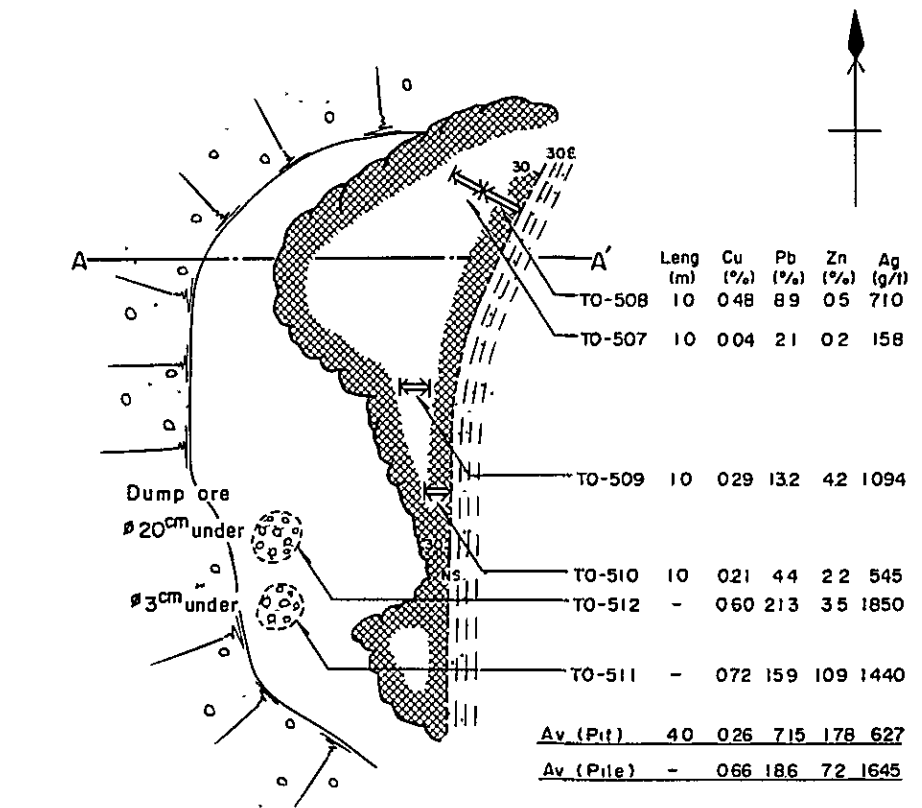 30 30E
A A'
Leng Cu Pb Zn Ag
(m) (%) (%) (%) (g/t)
TO-508 10 048 89 05 710
TO-507 10 004 21 02 158
TO-509 10 029 132 42 1094
Dump ore
ø20cm under
TO-510 10 021 44 22 545
30
NS
TO-512 - 060 213 35 1850
ø3cm under
TO-511 - 072 159 109 1440
Av (Pit) 40 026 715 178 627
Av (Pile) - 066 186 72 1645